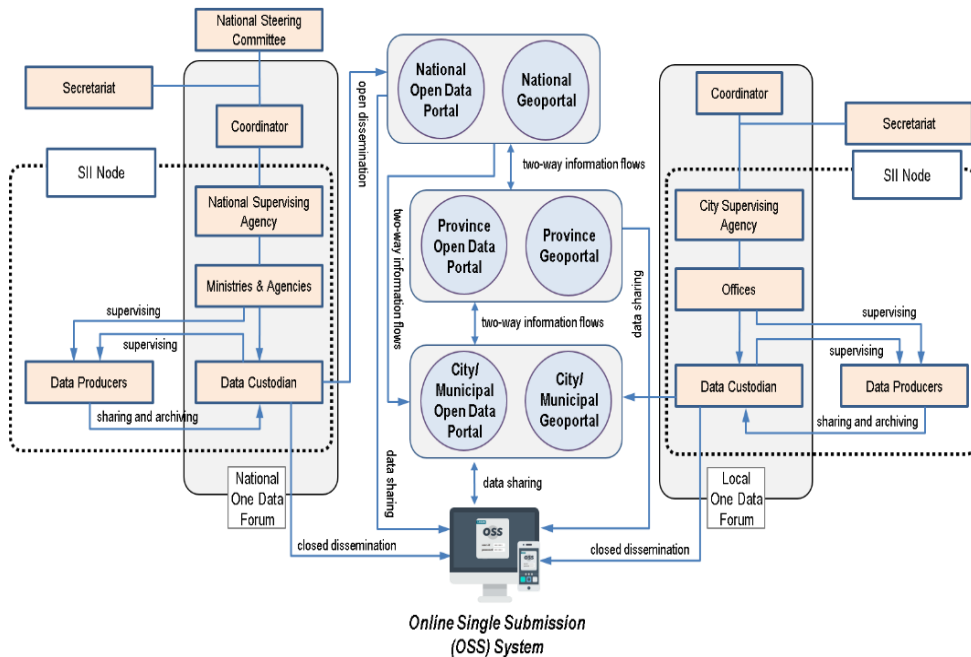 National Steering
Committee
Secretariat
Coordinator
SII Node
National Supervising
Agency
Ministries & Agencies
supervising
supervising
Data Producers
Data Custodian
sharing and archiving
National
One Data
Forum
closed dissemination
open dissemination
National
Open Data
Portal
National
Geoportal
two-way information flows
two-way information flows
Province
Open Data
Portal
Province
Geoportal
data sharing
two-way information flows
City/
Municipal
Open Data
Portal
City/
Municipal
Geoportal
data sharing
data sharing
OSS
Online Single Submission
(OSS) System
Coordinator
Secretariat
SII Node
City Supervising
Agency
Offices
supervising
Data Custodian
Data Producers
sharing and archiving
Local
One Data
Forum
closed dissemination